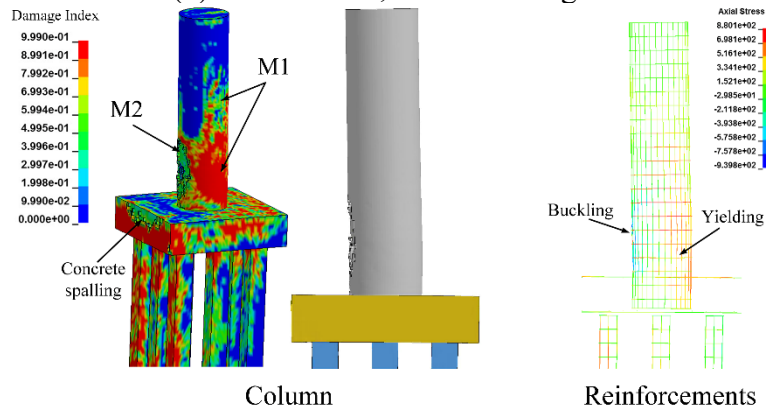 Damage Index
9.990e-01
8.991e-01
7.992e-01
6.993e-01
5.994e-01
4.995e-01
3.996e-01
2.997e-01
1.998e-01
9.990e-02
0.000e+00
M1
M2
Concrete
spalling
Column
Axial Stress
8.801e+02
6.981e+02
5.161e+02
3.341e+02
1.521e+02
-2.985e+01
-2.118e+02
-3.938e+02
-5.758e+02
-7.578e+02
-9.398e+02
Buckling
Yielding
Reinforcements